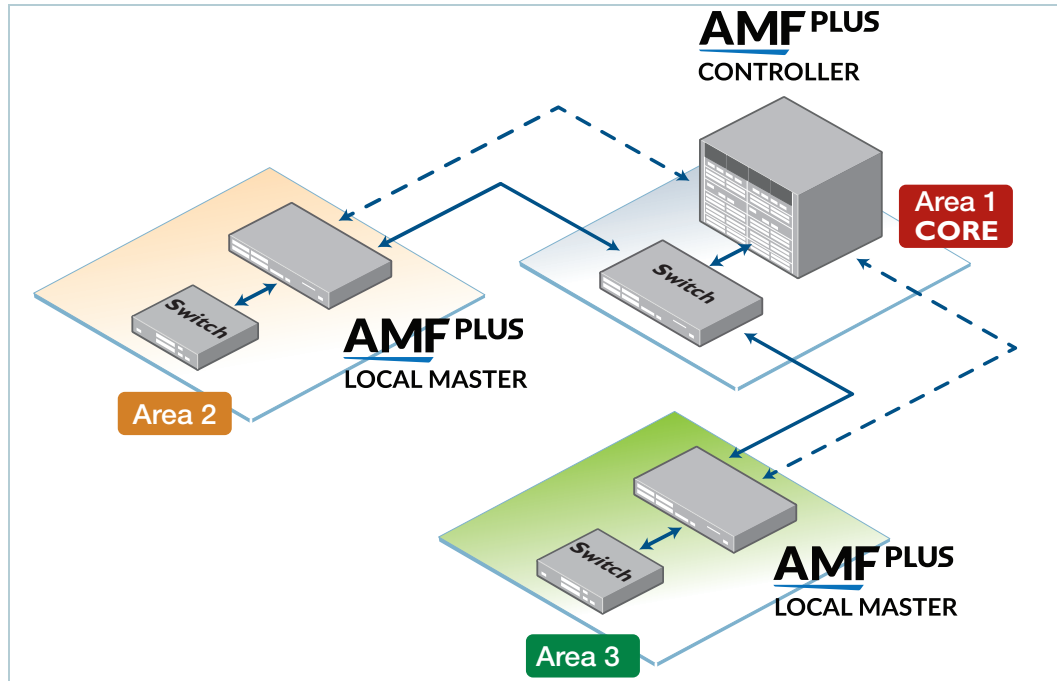 AMF PLUS
CONTROLLER
Area 1
CORE
Switch
Switch
AMF PLUS
LOCAL MASTER
Area 2
Switch
AMF PLUS
LOCAL MASTER
Area 3